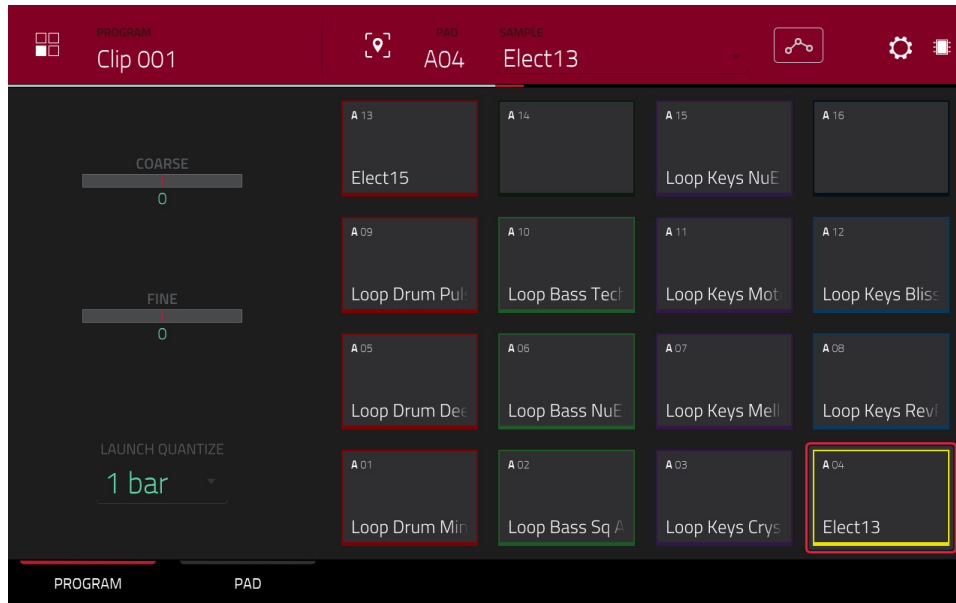 PROGRAM
Clip 001
PAD
A04
SAMPLE
Elect13
A 13
Elect15
A 14
A 15
Loop Keys NuE
A 16
COARSE
0
A 09
Loop Drum Pul
A 10
Loop Bass Tech
A 11
Loop Keys Mot
A 12
Loop Keys Bliss
FINE
0
A 05
Loop Drum Dee
A 06
Loop Bass NuE
A 07
Loop Keys Mell
A 08
Loop Keys Rev
LAUNCH QUANTIZE
1 bar
A 01
Loop Drum Min
A 02
Loop Bass Sq A
A 03
Loop Keys Crys
A 04
Elect13
PROGRAM
PAD